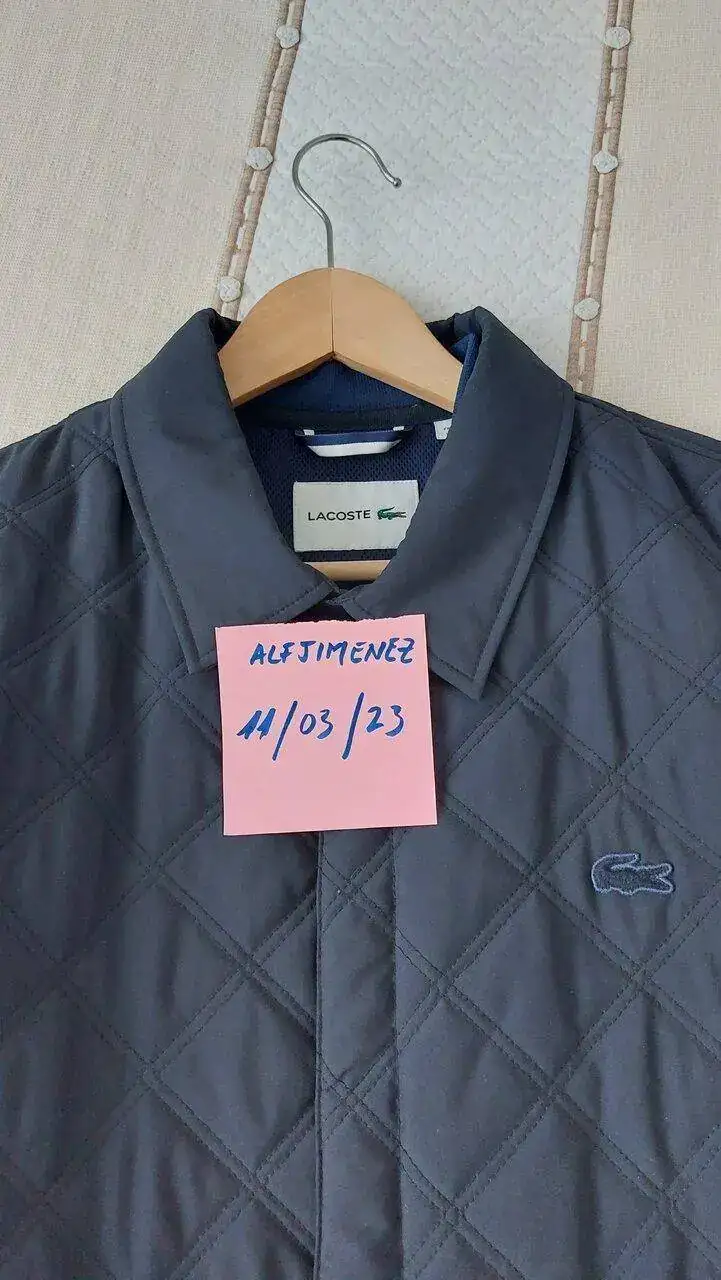 LACOSTE
ALFJIMENEZ
11/03/23